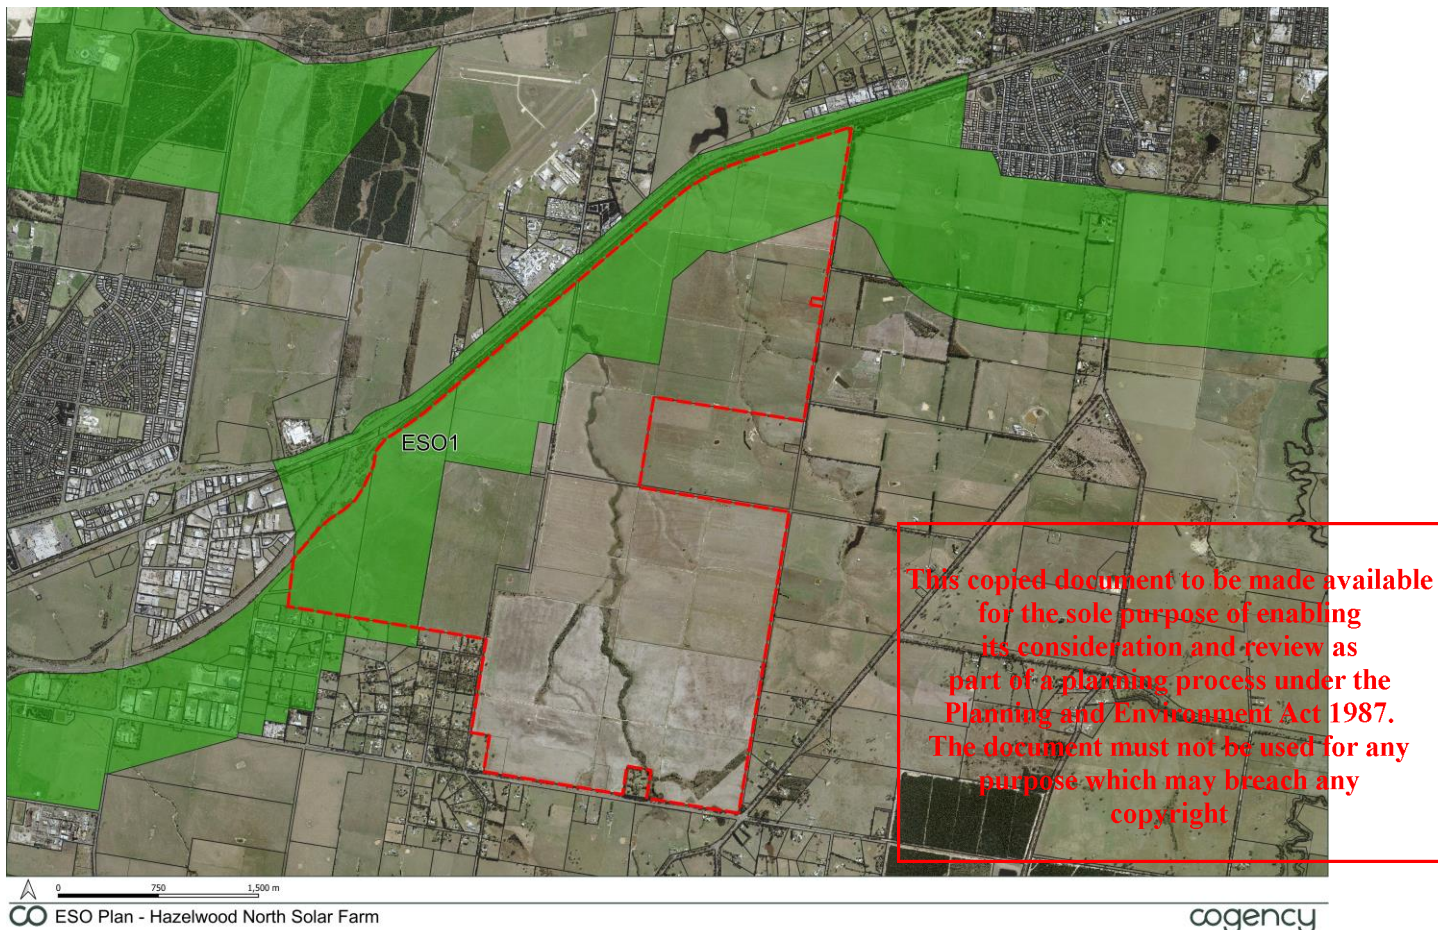 ESO1
This copied document to be made available
for the sole purpose of enabling
its consideration and review as
part of a planning process under the
Planning and Environment Act 1987.
The document must not be used for any
purpose which may breach any
copyright
0 750 1,500 m
CO ESO Plan - Hazelwood North Solar Farm
cogency